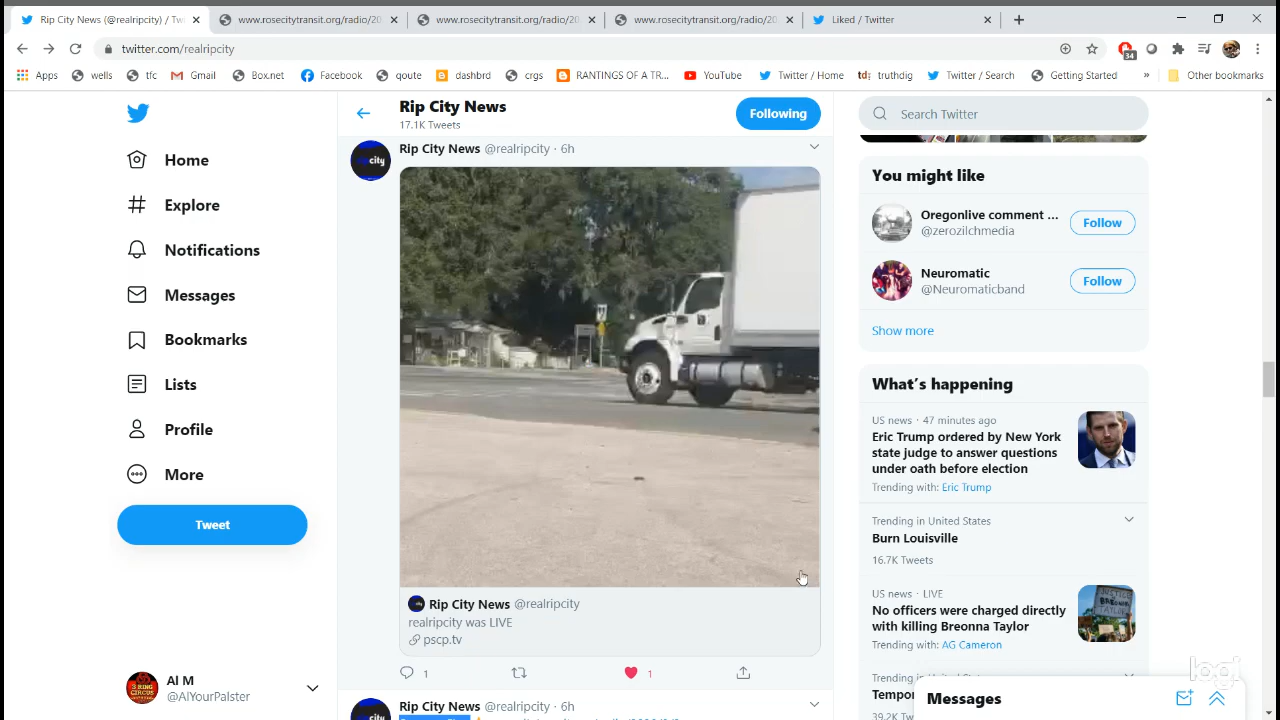 Rip City News (@realripcity) / Tw
www.rosecitytransit.org/radio/20
www.rosecitytransit.org/radio/20
www.rosecitytransit.org/radio/20
Liked / Twitter
twitter.com/realripcity
34
Apps
wells
tfc
Gmail
Box.net
Facebook
qoute
dashbrd
crgs
RANTINGS OF A TR...
YouTube
Twitter / Home
truthdig
Twitter / Search
Getting Started
»
Other bookmarks
Home
Explore
Notifications
Messages
Bookmarks
Lists
Profile
More
Tweet
Al M
@AlYourPalster
Rip City News
17.1K Tweets
Following
Rip City News @realripcity · 6h
Rip City News @realripcity
realripcity was LIVE
pscp.tv
1
1
Rip City News @realripcity · 6h
city
Search Twitter
You might like
Oregonlive comment ...
@zerozilchmedia
Follow
Neuromatic
@Neuromaticband
Follow
Show more
What's happening
US news · 47 minutes ago
Eric Trump ordered by New York
state judge to answer questions
under oath before election
Trending with: Eric Trump
Trending in United States
Burn Louisville
16.7K Tweets
US news · LIVE
No officers were charged directly
with killing Breonna Taylor
Trending with: AG Cameron
Messages
logi